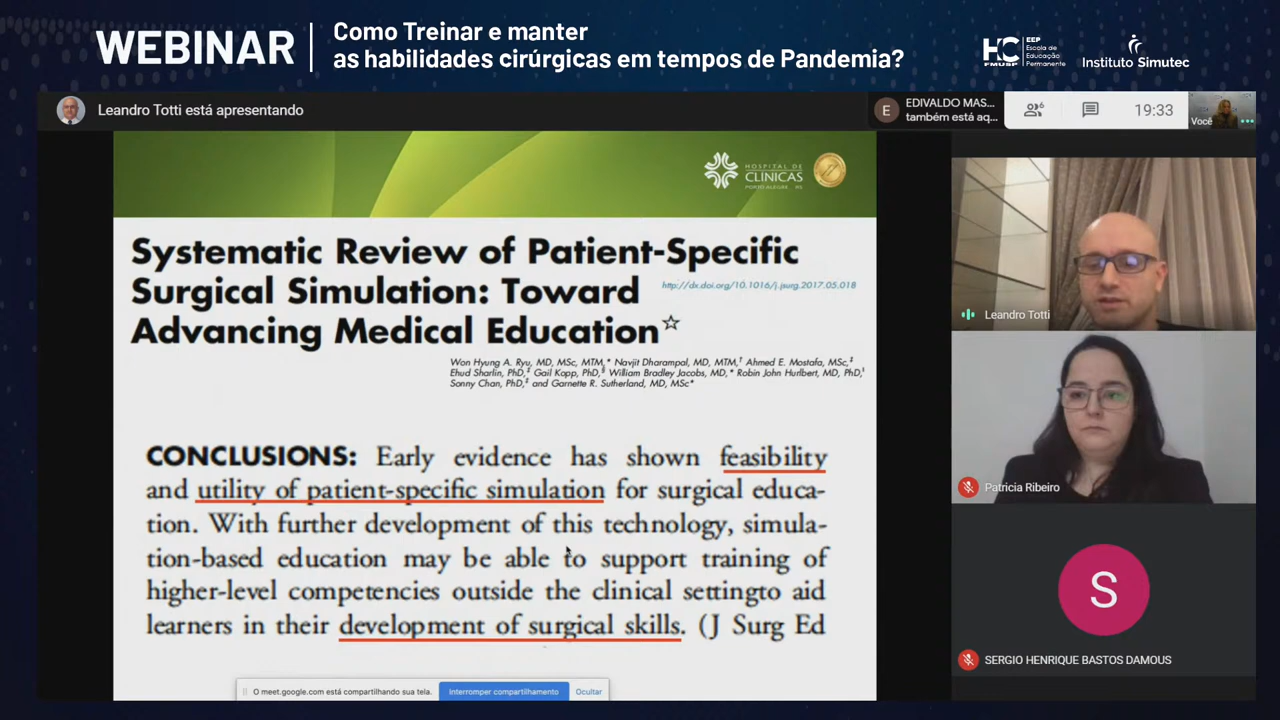 WEBINAR
Como Treinar e manter
as habilidades cirúrgicas em tempos de Pandemia?
HC
FMUSP
EEP
Escola de
Educação
Permanente
Instituto Simutec
Leandro Totti está apresentando
E
EDIVALDO MAS...
também está aq...
6
19:33
Você
HOSPITAL DE
CLINICAS
PORTO ALEGRE RS
Systematic Review of Patient-Specific
Surgical Simulation: Toward
http://dx.doi.org/10.1016/j.jsurg.2017.05.018
Advancing Medical Education☆
Won Hyung A. Ryu, MD, MSc, MTM,* Navjit Dharampal, MD, MTM,† Ahmed E. Mostafa, MSc,‡
Ehud Sharlin, PhD,‡ Gail Kopp, PhD,§ William Bradley Jacobs, MD,* Robin John Hurlbert, MD, PhD,
Sonny Chan, PhD,‡ and Garnette R. Sutherland, MD, MSc*
CONCLUSIONS: Early evidence has shown feasibility
and utility of patient-specific simulation for surgical educa-
tion. With further development of this technology, simula-
tion-based education may be able to support training of
higher-level competencies outside the clinical settingto aid
learners in their development of surgical skills. (J Surg Ed
O meet.google.com está compartilhando sua tela.
Interromper compartilhamento
Ocultar
Leandro Totti
Patricia Ribeiro
S
SERGIO HENRIQUE BASTOS DAMOUS